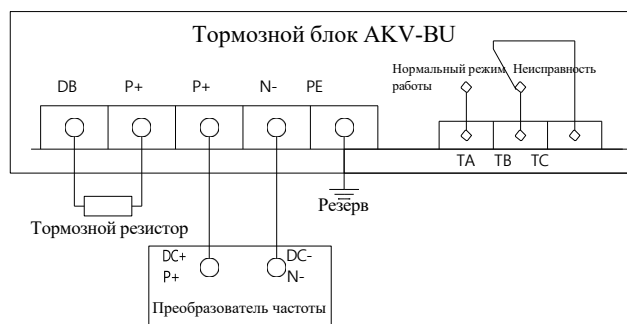 Тормозной блок AKV-BU
Нормальный режим работы
Неисправность
DB P+ P+ N- PE
TA TB TC
Резерв
Тормозной резистор
DC+ P+
DC- N-
Преобразователь частоты